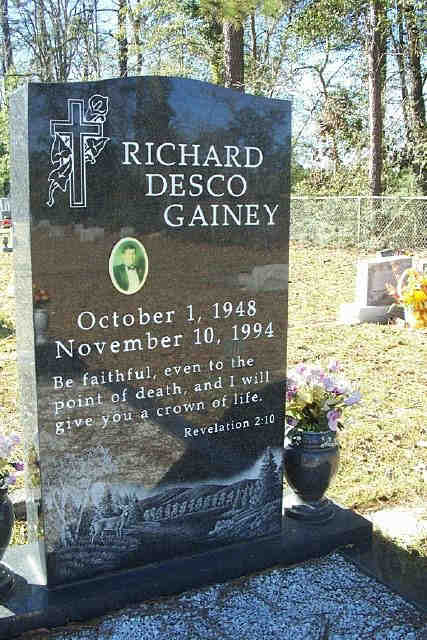 RICHARD
DESCO
GAINEY
October 1, 1948
November 10, 1994
Be faithful, even to the
point of death, and I will
give you a crown of life.
Revelation 2:10